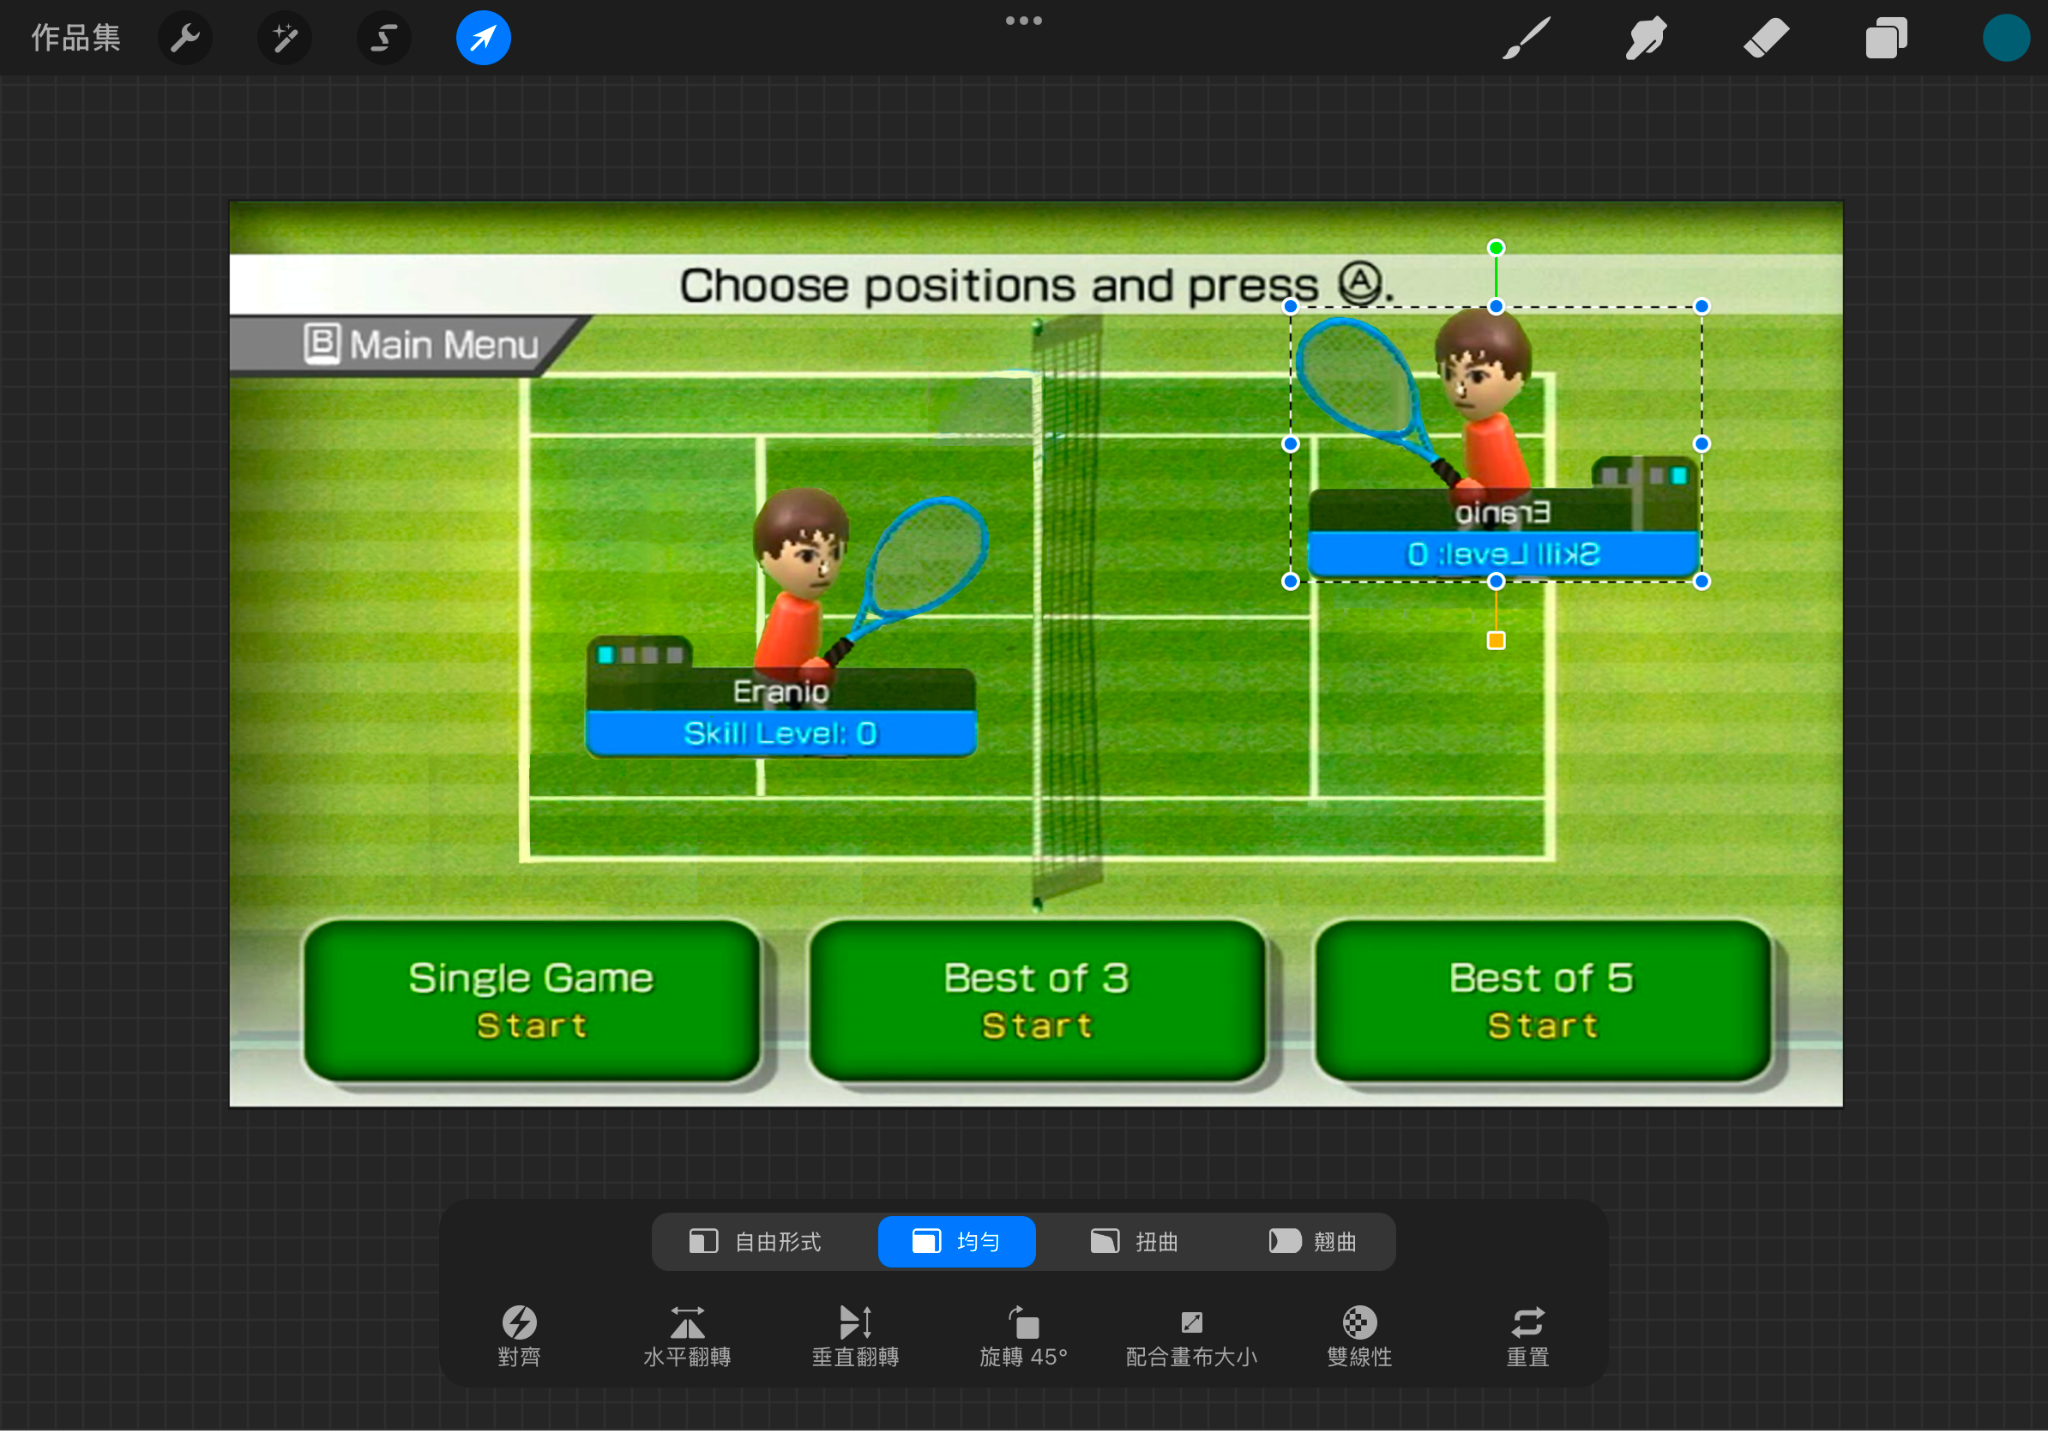 作品集
Choose positions and press Ⓐ.
B Main Menu
Eranio
Skill Level: 0
Eranio
Skill Level: 0
Single Game
Start
Best of 3
Start
Best of 5
Start
自由形式 均勻 扭曲 翹曲
對齊 水平翻轉 垂直翻轉 旋轉 45° 配合畫布大小 雙線性 重置